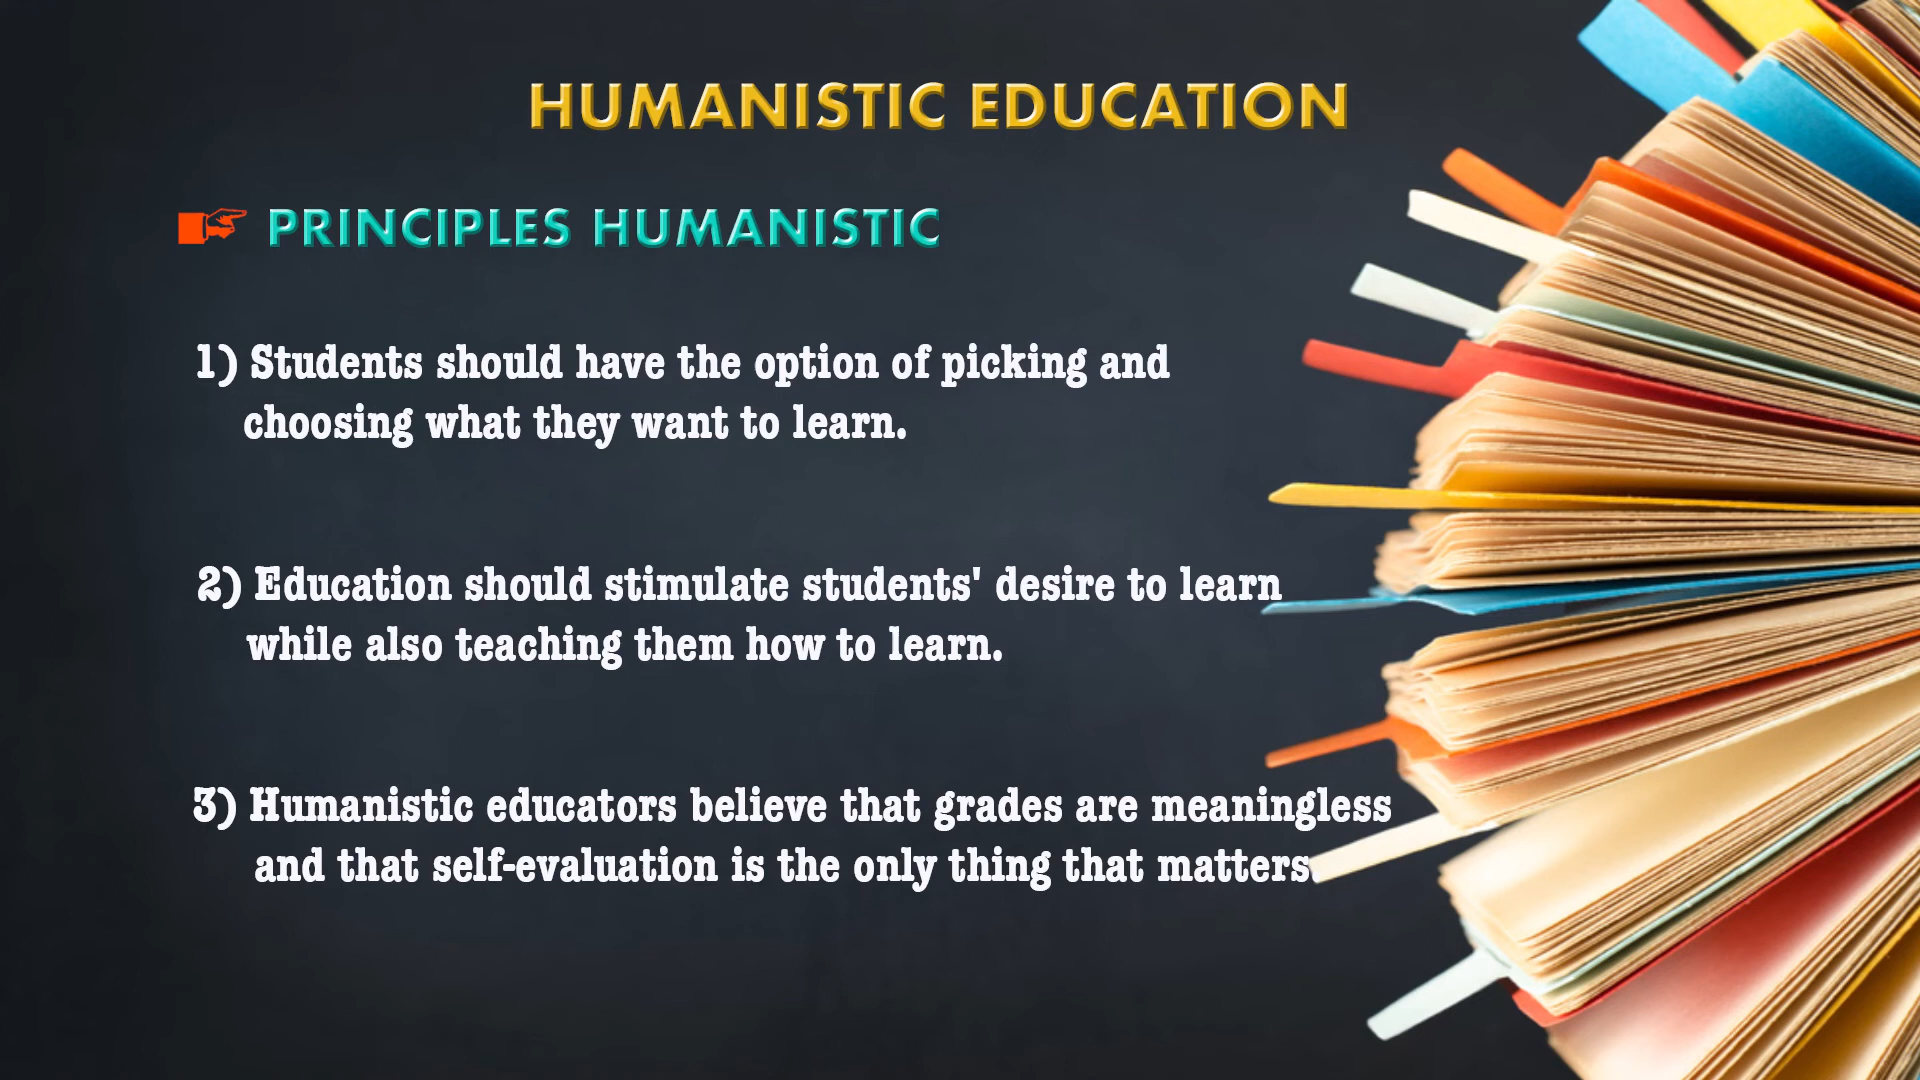 HUMANISTIC EDUCATION
PRINCIPLES HUMANISTIC
1) Students should have the option of picking and
choosing what they want to learn.
2) Education should stimulate students' desire to learn
while also teaching them how to learn.
3) Humanistic educators believe that grades are meaningless
and that self-evaluation is the only thing that matters.